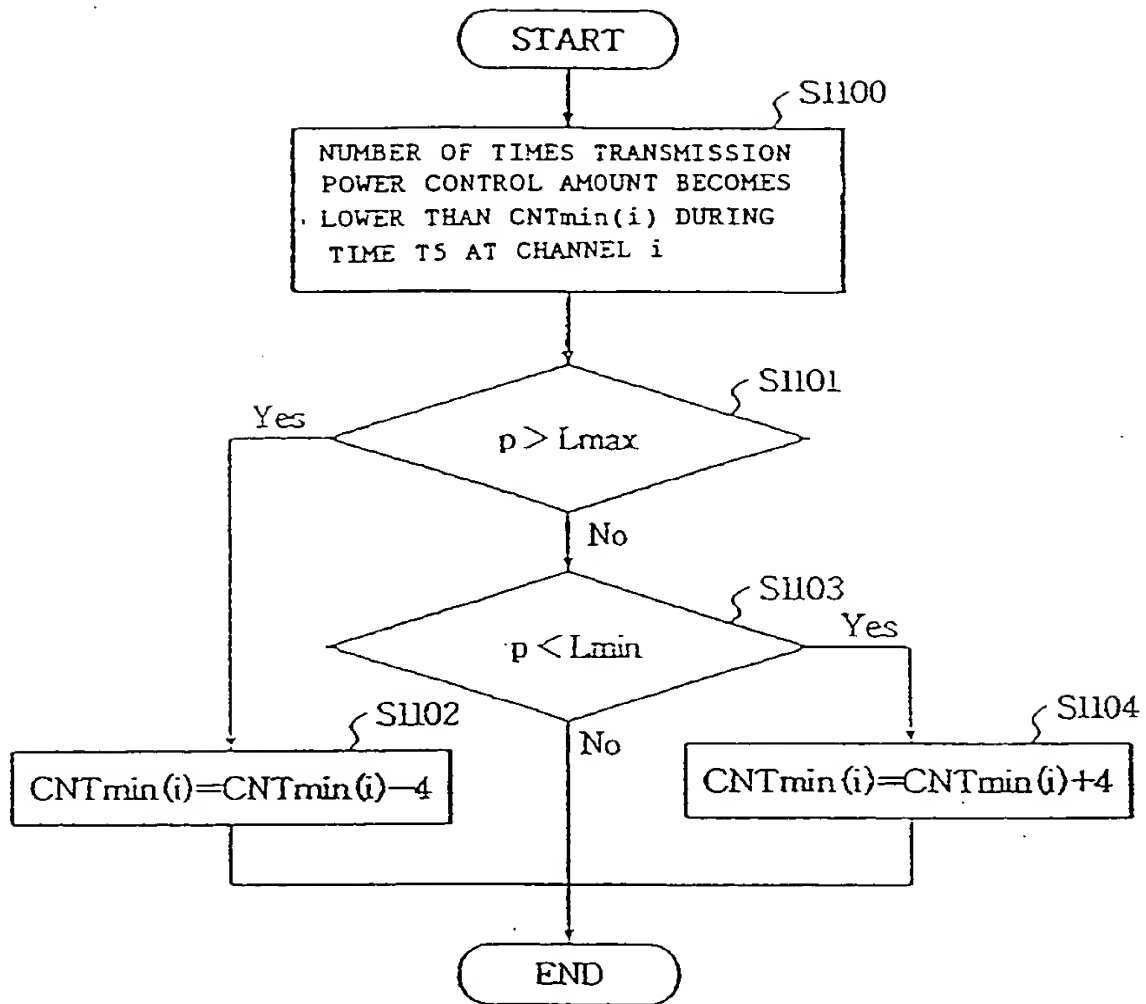 START
S1100
NUMBER OF TIMES TRANSMISSION
POWER CONTROL AMOUNT BECOMES
LOWER THAN CNTmin(i) DURING
TIME T5 AT CHANNEL i
S1101
Yes
p > Lmax
No
S1103
Yes
p < Lmin
S1102
No
S1104
CNTmin(i)=CNTmin(i)−4
CNTmin(i)=CNTmin(i)+4
END